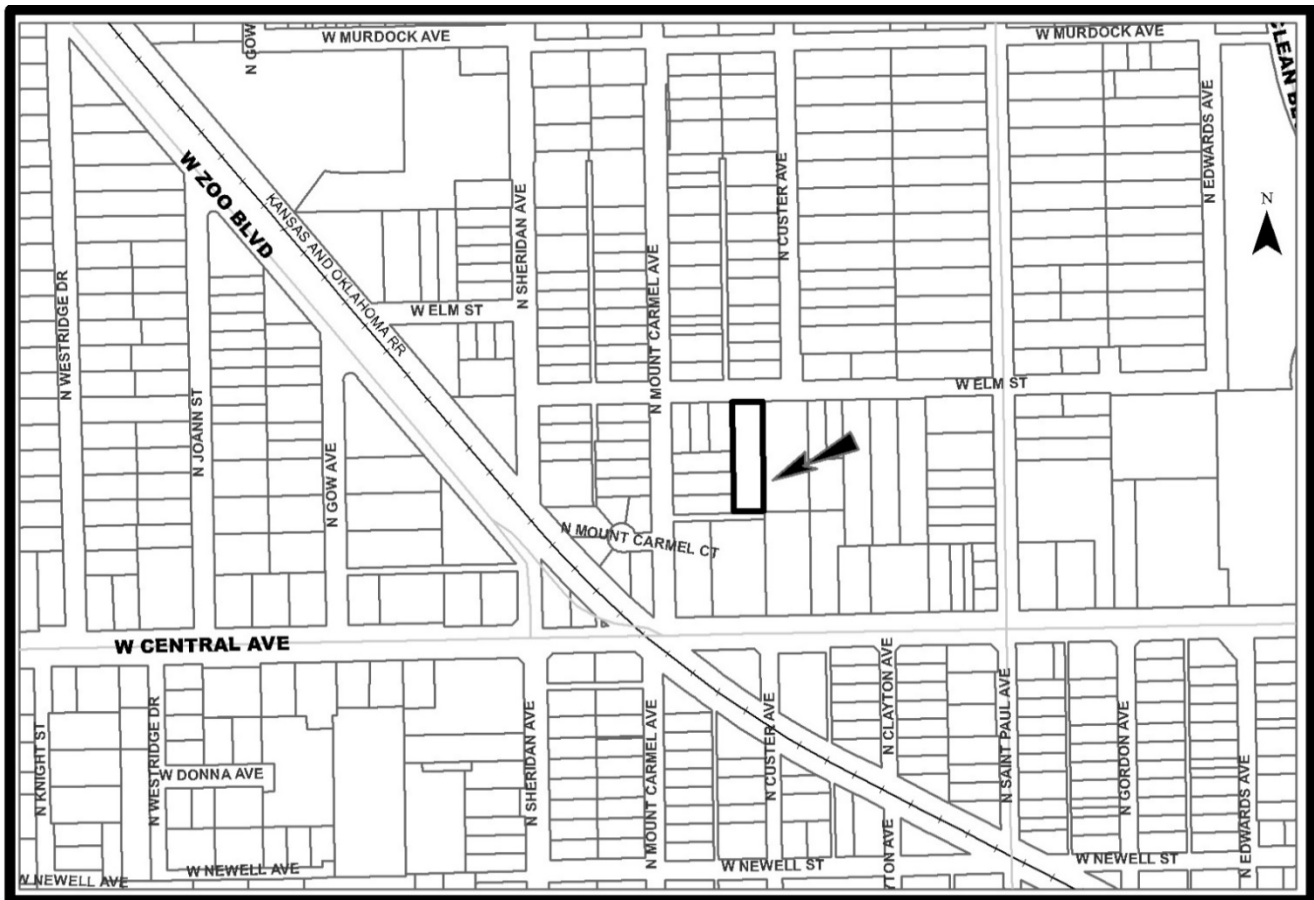 W MURDOCK AVE
W MURDOCK AVE
N GOW
CLEAN
N EDWARDS AVE
W ZOO BLVD
KANSAS AND OKLAHOMA RR
N SHERIDAN AVE
N CUSTER AVE
N
N WESTRIDGE DR
N MOUNT CARMEL AVE
W ELM ST
W ELM ST
N JOANN ST
N GOW AVE
N MOUNT CARMEL CT
W CENTRAL AVE
N KNIGHT ST
N WESTRIDGE DR
W DONNA AVE
N SHERIDAN AVE
N MOUNT CARMEL AVE
N CUSTER AVE
N CLAYTON AVE
N SAINT PAUL AVE
N GORDON AVE
N EDWARDS AVE
W NEWELL AVE
W NEWELL AVE
W NEWELL ST
YTON AVE
W NEWELL ST